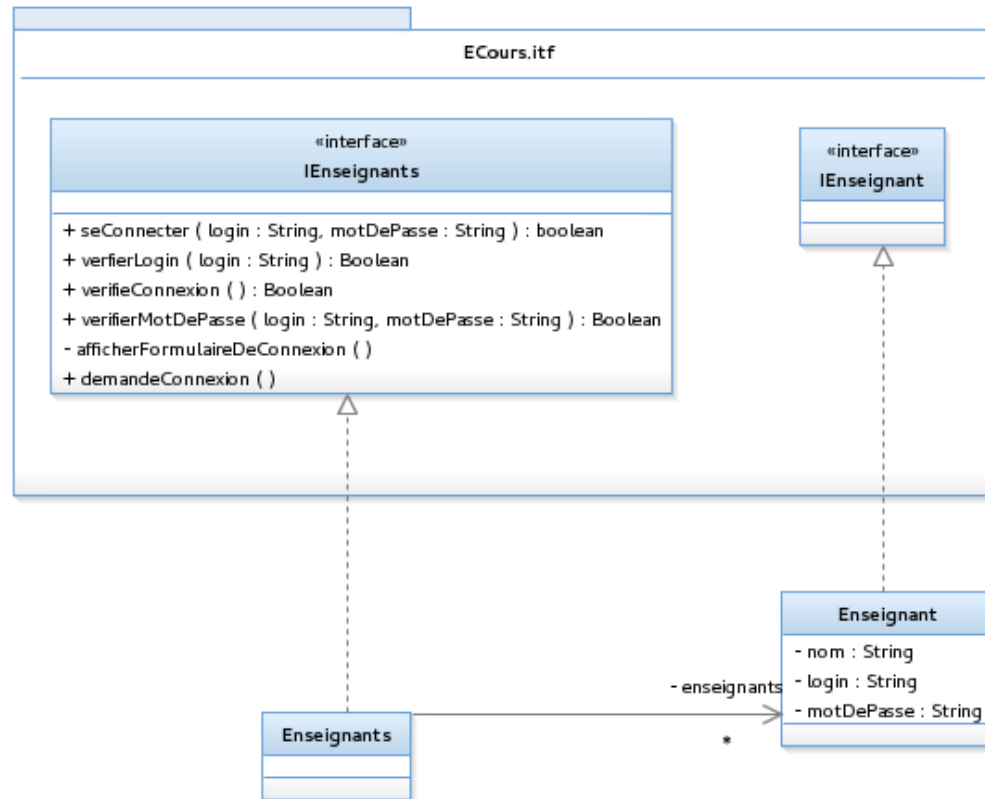 ECours.itf
«interface»
IEnseignants
+ seConnecter ( login : String, motDePasse : String ) : boolean
+ verfierLogin ( login : String ) : Boolean
+ verifieConnexion ( ) : Boolean
+ verifierMotDePasse ( login : String, motDePasse : String ) : Boolean
- afficherFormulaireDeConnexion ( )
+ demandeConnexion ( )
«interface»
IEnseignant
Enseignant
- nom : String
- login : String
- motDePasse : String
- enseignants
*
Enseignants